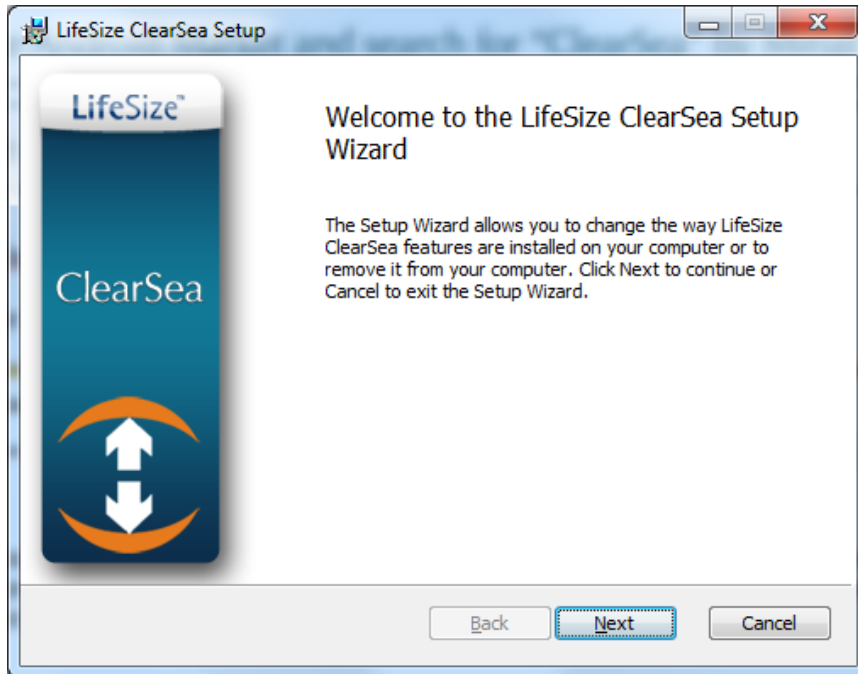 LifeSize ClearSea Setup
LifeSize™
ClearSea
Welcome to the LifeSize ClearSea Setup
Wizard
The Setup Wizard allows you to change the way LifeSize
ClearSea features are installed on your computer or to
remove it from your computer. Click Next to continue or
Cancel to exit the Setup Wizard.
Back Next Cancel